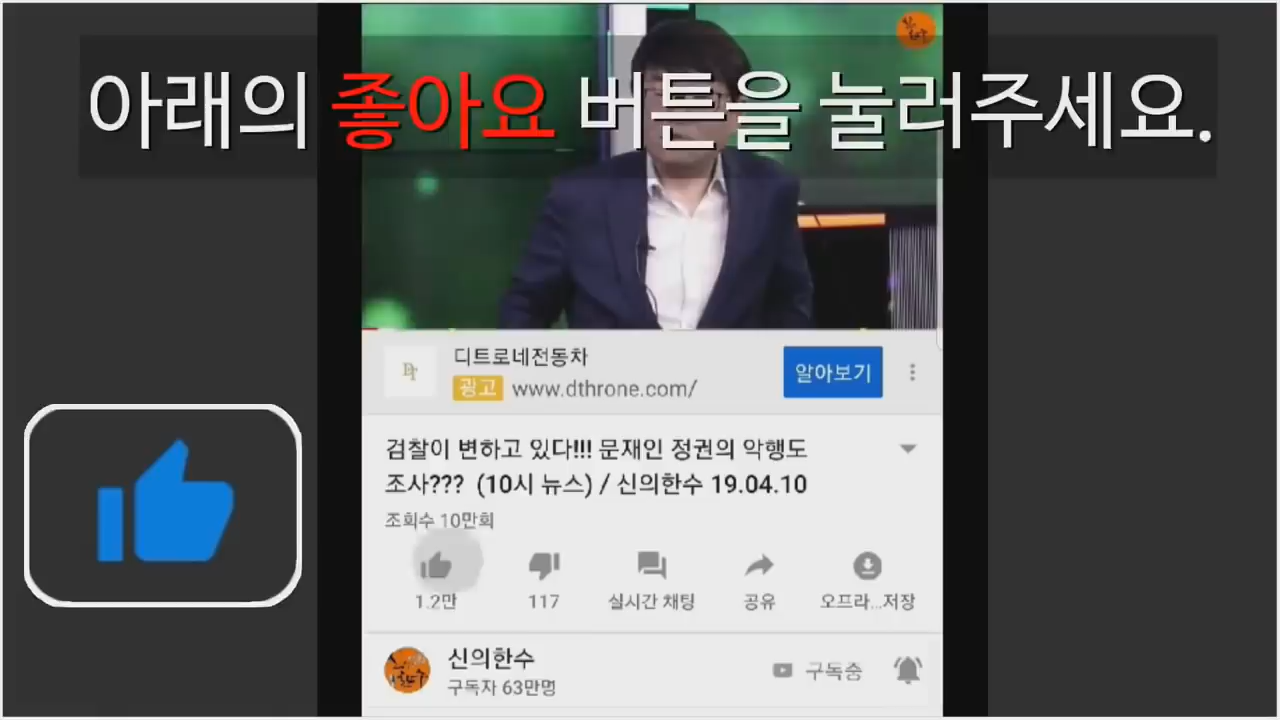 아래의 좋아요 버튼을 눌러주세요.
디트로네전동차
알아보기
광고 www.dthrone.com/
검찰이 변하고 있다!!! 문재인 정권의 악행도
조사??? (10시 뉴스) / 신의한수 19.04.10
조회수 10만회
1.2만 117 실시간 채팅 공유 오프라...저장
신의한수
구독중
구독자 63만명